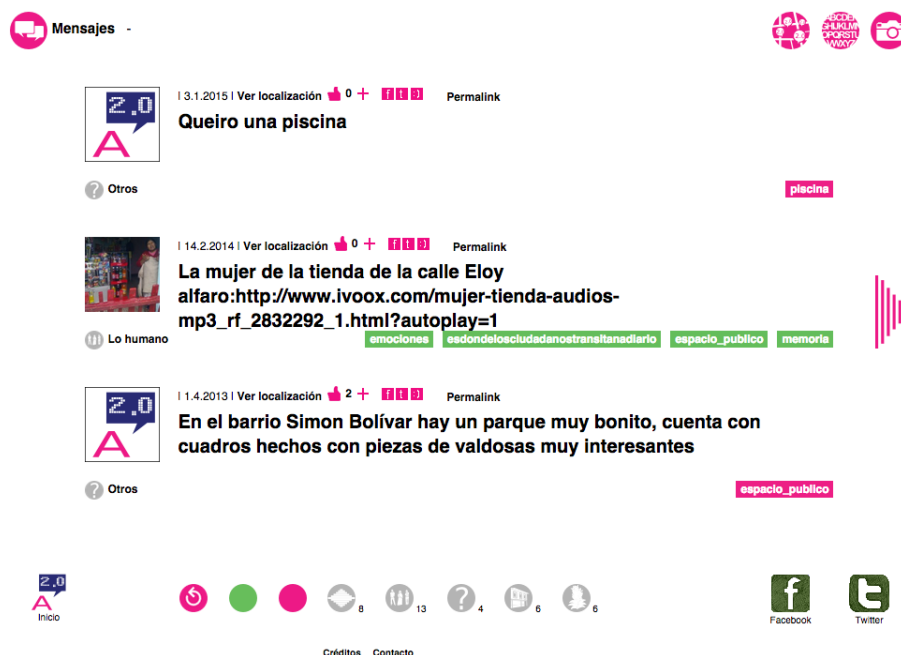 Mensajes -
ABCDE
2.0
A
| 3.1.2015 | Ver localización 0 + f t :)
Permalink
Queiro una piscina
? Otros
piscina
| 14.2.2014 | Ver localización 0 + f t :)
Permalink
La mujer de la tienda de la calle Eloy
alfaro:http://www.ivoox.com/mujer-tienda-audios-
mp3_rf_2832292_1.html?autoplay=1
Lo humano
emociones esdondelosciudadanostransitanadiario espacio_publico memoria
2.0
A
| 1.4.2013 | Ver localización 2 + f t :)
Permalink
En el barrio Simon Bolívar hay un parque muy bonito, cuenta con
cuadros hechos con piezas de valdosas muy interesantes
? Otros
espacio_publico
2.0
A
Inicio
8 13 ? 4 6 6
f
Facebook
t
Twitter
Créditos Contacto